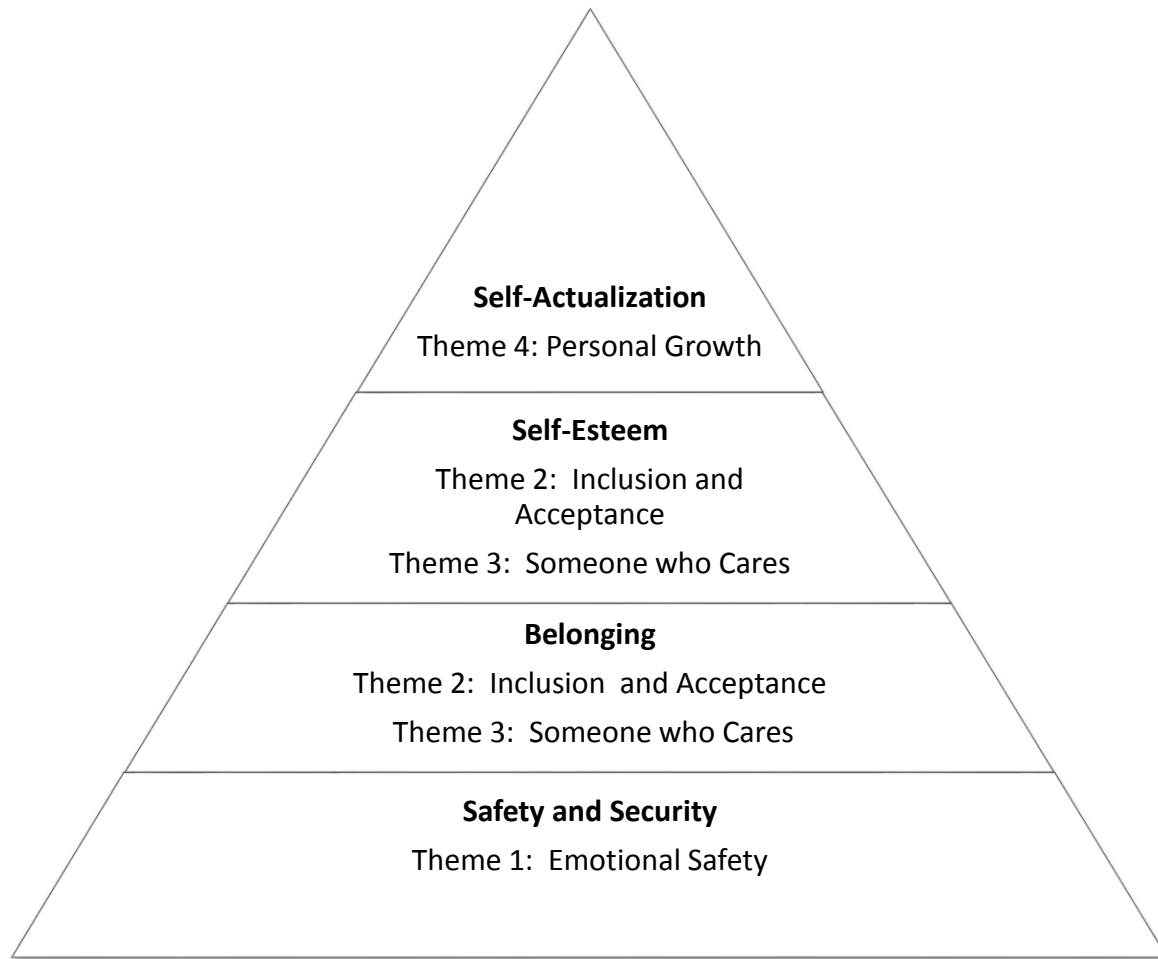 Self-Actualization
Theme 4: Personal Growth
Self-Esteem
Theme 2:  Inclusion and
Acceptance
Theme 3:  Someone who Cares
Belonging
Theme 2:  Inclusion  and Acceptance
Theme 3:  Someone who Cares
Safety and Security
Theme 1:  Emotional Safety